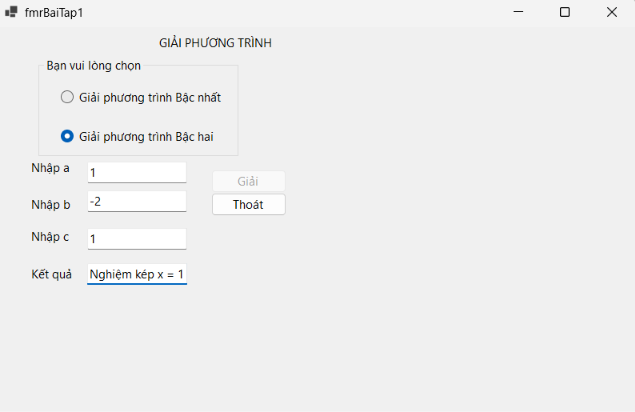 fmrBaiTap1
GIẢI PHƯƠNG TRÌNH
Bạn vui lòng chọn
Giải phương trình Bậc nhất
Giải phương trình Bậc hai
Nhập a
1
Giải
Nhập b
-2
Thoát
Nhập c
1
Kết quả
Nghiệm kép x = 1